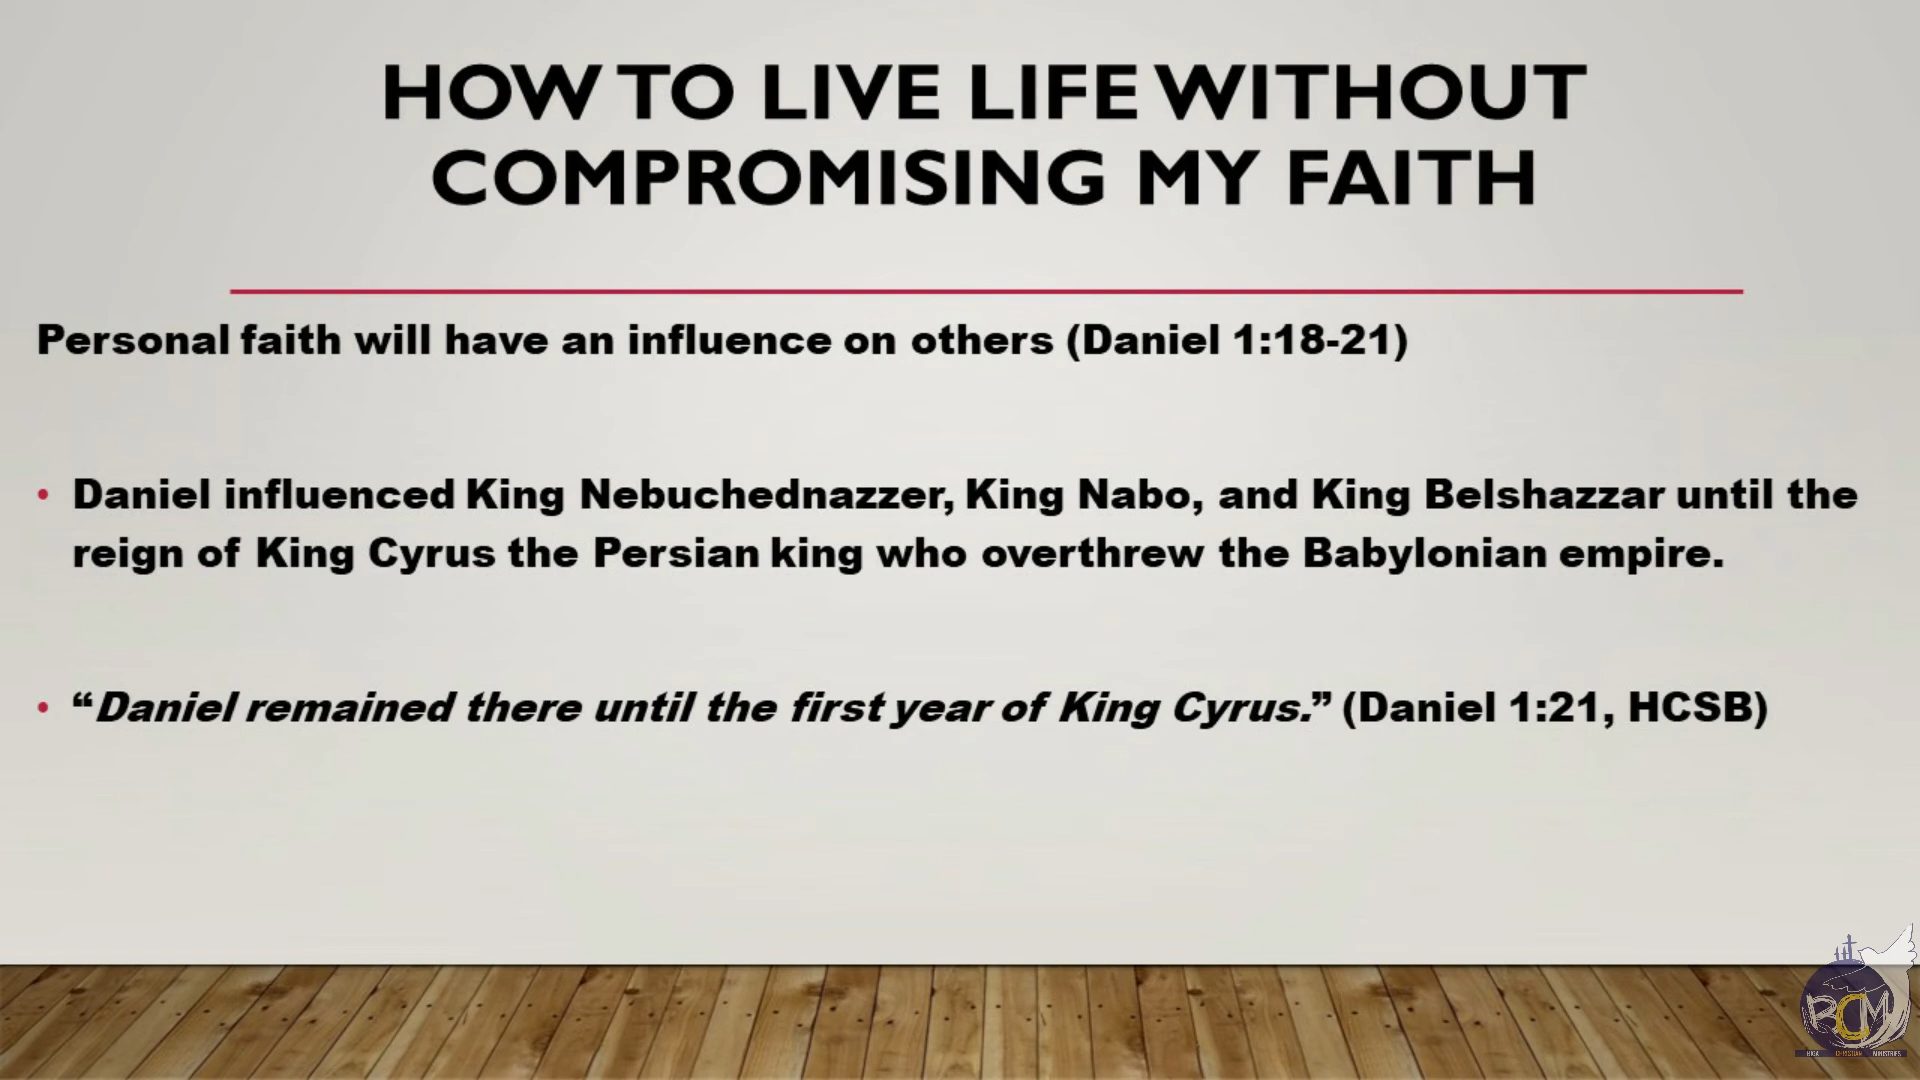 HOW TO LIVE LIFE WITHOUT
COMPROMISING MY FAITH
Personal faith will have an influence on others (Daniel 1:18-21)
• Daniel influenced King Nebuchednazzer, King Nabo, and King Belshazzar until the
reign of King Cyrus the Persian king who overthrew the Babylonian empire.
• “Daniel remained there until the first year of King Cyrus.” (Daniel 1:21, HCSB)
RCM
CHRISTIAN MINISTRIES